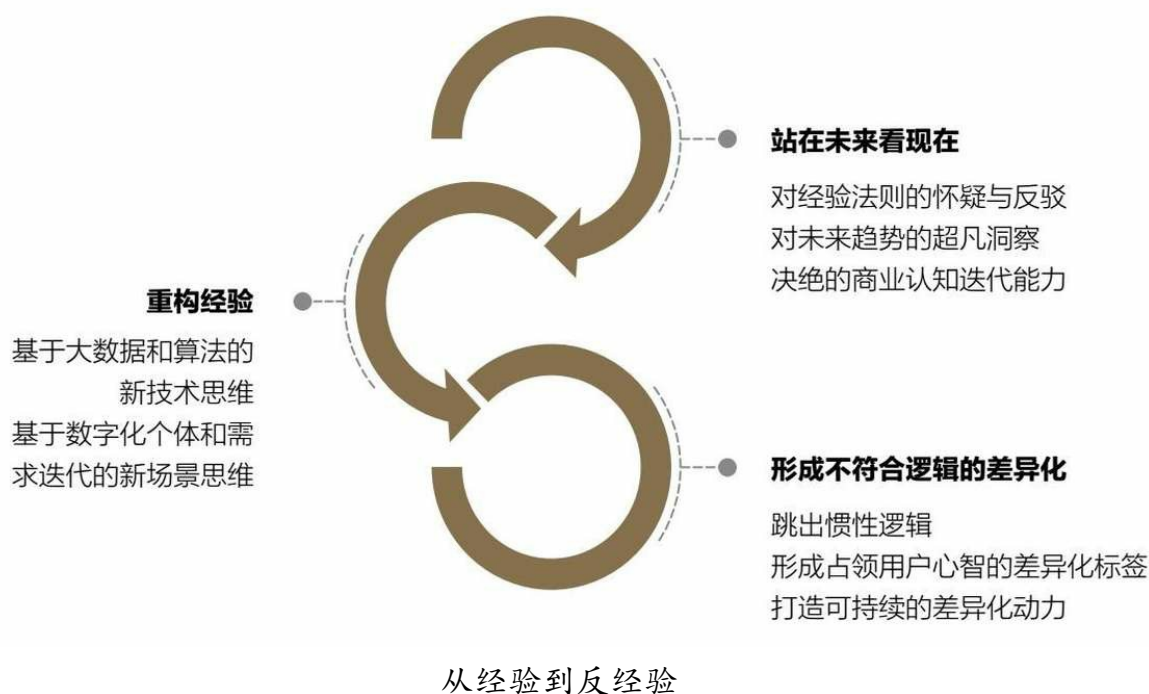 站在未来看现在
对经验法则的怀疑与反驳
对未来趋势的超凡洞察
决绝的商业认知迭代能力
重构经验
基于大数据和算法的
新技术思维
基于数字化个体和需
求迭代的新场景思维
形成不符合逻辑的差异化
跳出惯性逻辑
形成占领用户心智的差异化标签
打造可持续的差异化动力
从经验到反经验